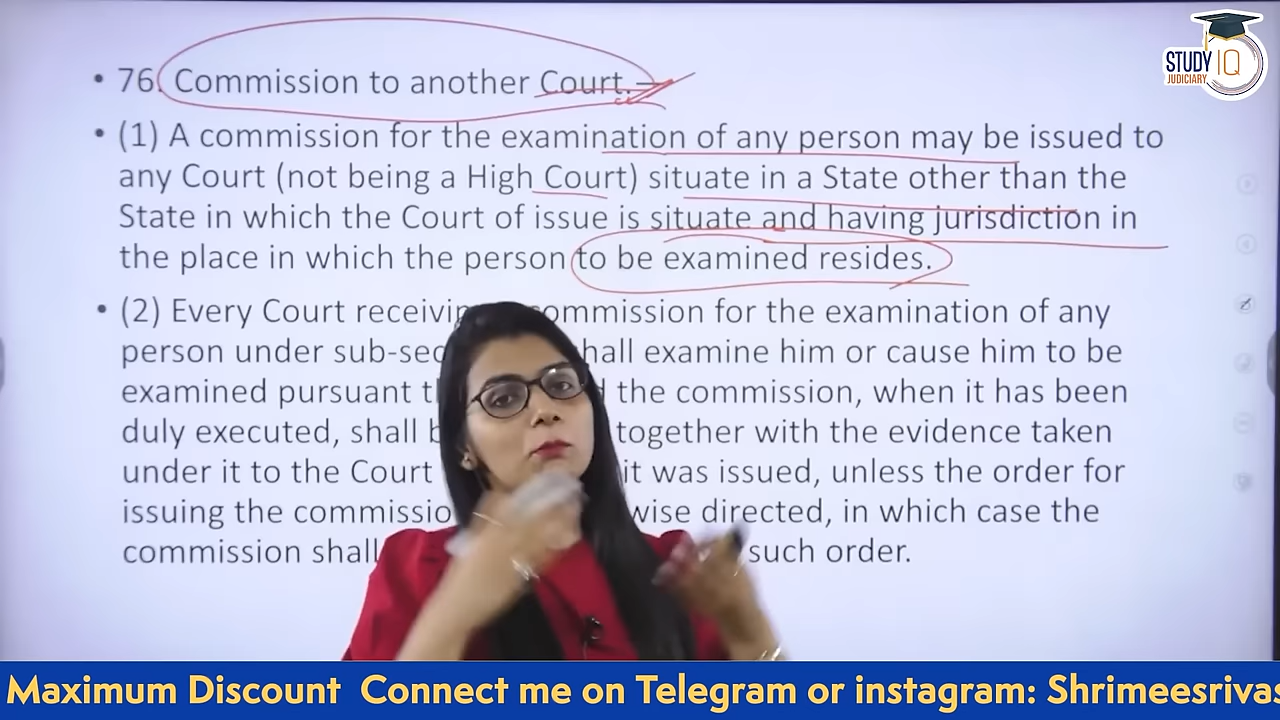 STUDY IQ
JUDICIARY
• 76. Commission to another Court.—
• (1) A commission for the examination of any person may be issued to
any Court (not being a High Court) situate in a State other than the
State in which the Court of issue is situate and having jurisdiction in
the place in which the person to be examined resides.
• (2) Every Court receiving commission for the examination of any
person under shall examine him or cause him to be
examined pursuant the commission, when it has been
duly executed, shall together with the evidence taken
under it to the Court it was issued, unless the order for
issuing the directed, in which case the
commission shall such order.
Maximum Discount Connect me on Telegram or instagram: Shrimeesrivas